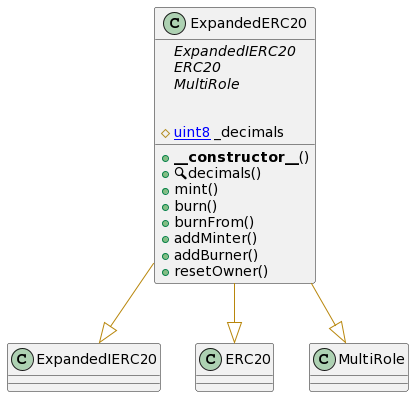 C ExpandedERC20
ExpandedIERC20
ERC20
MultiRole
uint8 _decimals
__constructor__()
🔍decimals()
mint()
burn()
burnFrom()
addMinter()
addBurner()
resetOwner()
C ExpandedIERC20
C ERC20
C MultiRole